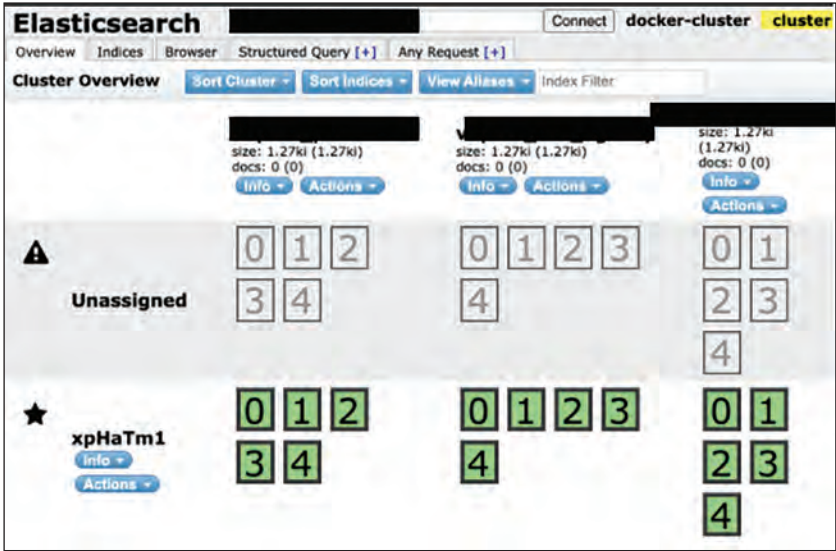 Elasticsearch Connect docker-cluster cluster
Overview Indices Browser Structured Query [+] Any Request [+]
Cluster Overview Sort Cluster Sort Indices View Aliases Index Filter
size: 1.27ki (1.27ki)
docs: 0 (0)
Info Actions
size: 1.27ki (1.27ki)
docs: 0 (0)
Info Actions
size: 1.27ki
(1.27ki)
docs: 0 (0)
Info
Actions
Unassigned
0 1 2
3 4
0 1 2 3
4
0 1
2 3
4
xpHaTm1
Info
Actions
0 1 2
3 4
0 1 2 3
4
0 1
2 3
4